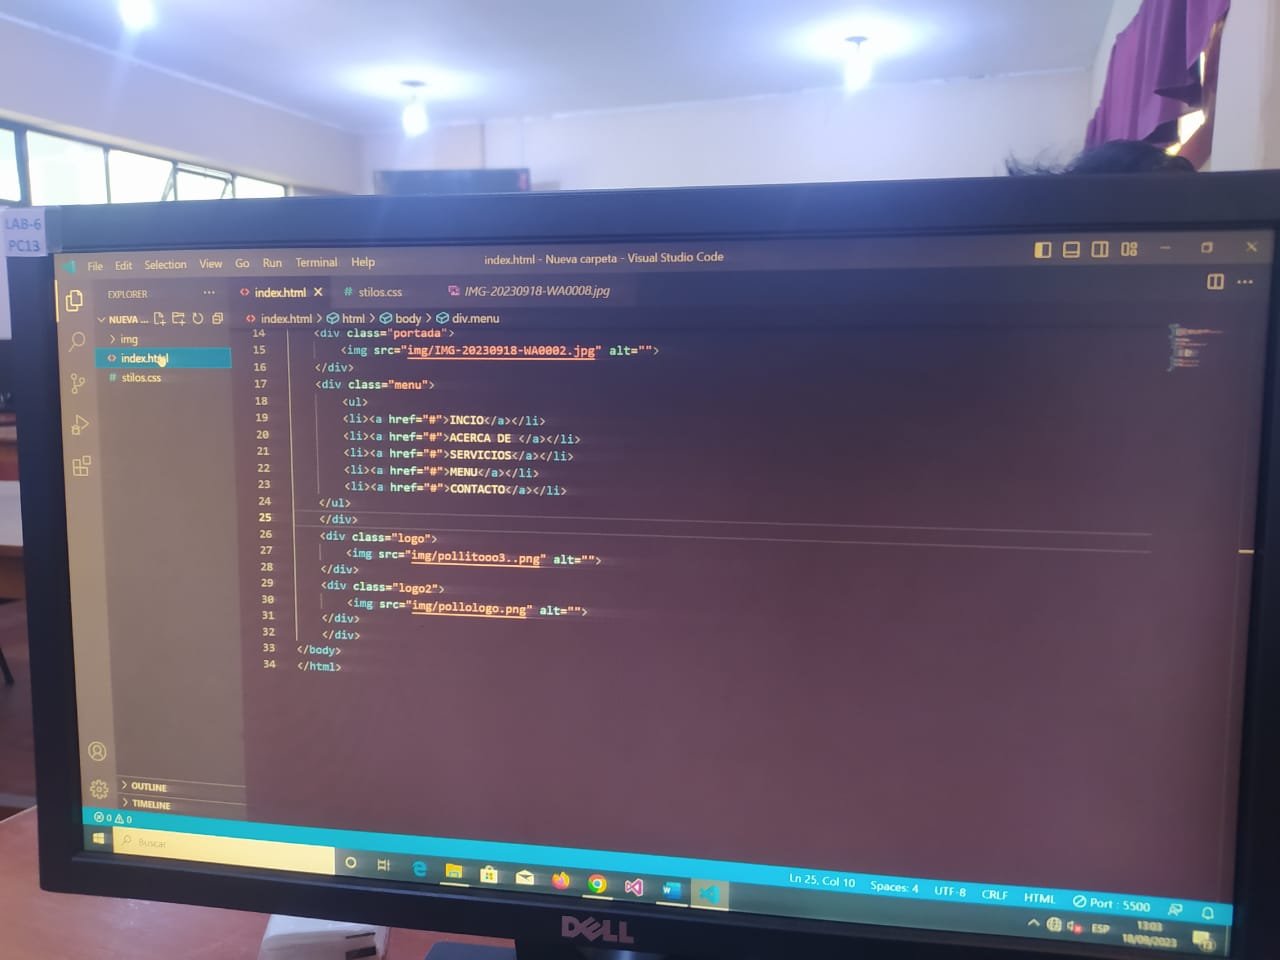 LAB-6
PC13
File Edit Selection View Go Run Terminal Help
index.html - Nueva carpeta - Visual Studio Code
EXPLORER
index.html
stilos.css
IMG-20230918-WA0008.jpg
NUEVA ...
index.html > html > body > div.menu
img
index.html
stilos.css
14 <div class="portada">
15 <img src="img/IMG-20230918-WA0002.jpg" alt="">
16 </div>
17 <div class="menu">
18 <ul>
19 <li><a href="#">INCIO</a></li>
20 <li><a href="#">ACERCA DE </a></li>
21 <li><a href="#">SERVICIOS</a></li>
22 <li><a href="#">MENU</a></li>
23 <li><a href="#">CONTACTO</a></li>
24 </ul>
25 </div>
26 <div class="logo">
27 <img src="img/pollitooo3..png" alt="">
28 </div>
29 <div class="logo2">
30 <img src="img/pollologo.png" alt="">
31 </div>
32 </div>
33 </body>
34 </html>
OUTLINE
TIMELINE
0 0
Ln 25, Col 10 Spaces: 4 UTF-8 CRLF HTML Port : 5500
Buscar
ESP
13:03
18/09/2023
DELL